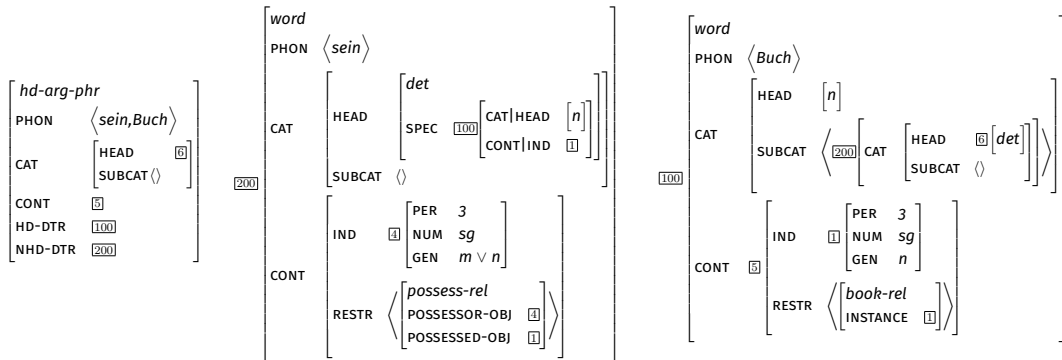 hd-arg-phr
PHON ⟨sein,Buch⟩
CAT HEAD 6
SUBCAT⟨⟩
CONT 5
HD-DTR 100
NHD-DTR 200
200
word
PHON ⟨sein⟩
CAT HEAD det
SPEC 100 CAT|HEAD [n]
CONT|IND 1
SUBCAT ⟨⟩
CONT IND 4 PER 3
NUM sg
GEN m ∨ n
RESTR ⟨ possess-rel
POSSESSOR-OBJ 4
POSSESSED-OBJ 1 ⟩
100
word
PHON ⟨Buch⟩
CAT HEAD [n]
SUBCAT ⟨ 200 CAT HEAD 6 [det]
SUBCAT ⟨⟩ ⟩
CONT 5 IND 1 PER 3
NUM sg
GEN n
RESTR ⟨ book-rel
INSTANCE 1 ⟩